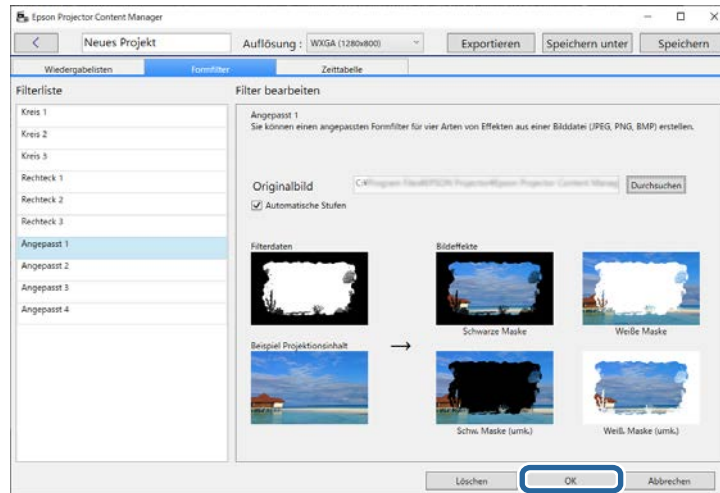 Epson Projector Content Manager
Neues Projekt
Auflösung :
WXGA (1280x800)
Exportieren
Speichern unter
Speichern
Wiedergabelisten
Formfilter
Zeittabelle
Filterliste
Kreis 1
Kreis 2
Kreis 3
Rechteck 1
Rechteck 2
Rechteck 3
Angepasst 1
Angepasst 2
Angepasst 3
Angepasst 4
Filter bearbeiten
Angepasst 1
Sie können einen angepassten Formfilter für vier Arten von Effekten aus einer Bilddatei (JPEG, PNG, BMP) erstellen.
Originalbild
Durchsuchen
Automatische Stufen
Filterdaten
Bildeffekte
Schwarze Maske
Weiße Maske
Beispiel Projektionsinhalt
→
Schw. Maske (umk.)
Weiß. Maske (umk.)
Löschen
OK
Abbrechen